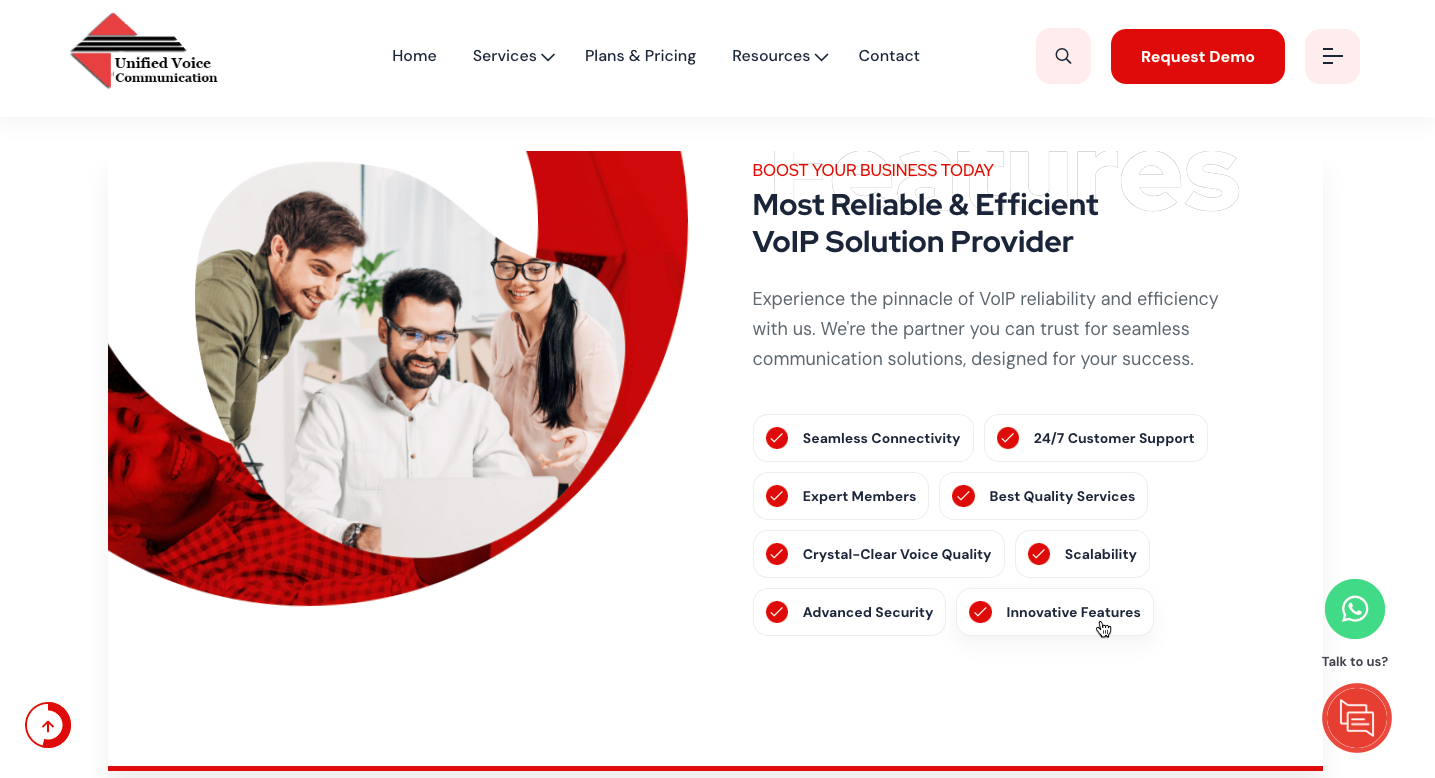 Unified Voice
Communication
Home
Services
Plans & Pricing
Resources
Contact
Request Demo
Features
BOOST YOUR BUSINESS TODAY
Most Reliable & Efficient
VoIP Solution Provider
Experience the pinnacle of VoIP reliability and efficiency
with us. We're the partner you can trust for seamless
communication solutions, designed for your success.
Seamless Connectivity
24/7 Customer Support
Expert Members
Best Quality Services
Crystal-Clear Voice Quality
Scalability
Advanced Security
Innovative Features
Talk to us?